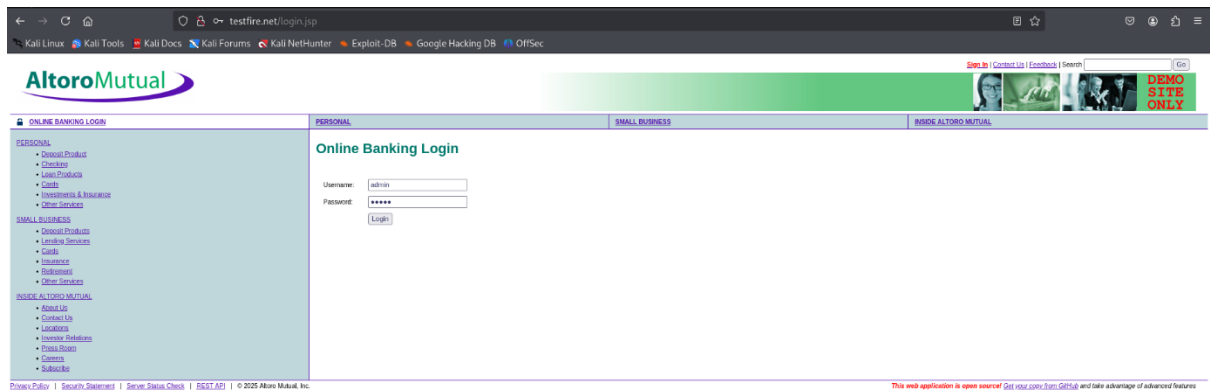 testfire.net/login.jsp
Kali Linux Kali Tools Kali Docs Kali Forums Kali NetHunter Exploit-DB Google Hacking DB OffSec
Sign In | Contact Us | Feedback | Search Go
AltoroMutual
DEMO
SITE
ONLY
ONLINE BANKING LOGIN PERSONAL SMALL BUSINESS INSIDE ALTORO MUTUAL
PERSONAL
Deposit Product
Checking
Loan Products
Cards
Investments & Insurance
Other Services
SMALL BUSINESS
Deposit Products
Lending Services
Cards
Insurance
Retirement
Other Services
INSIDE ALTORO MUTUAL
About Us
Contact Us
Locations
Investor Relations
Press Room
Careers
Subscribe
Online Banking Login
Username: admin
Password: •••••
Login
Privacy Policy | Security Statement | Server Status Check | REST API | © 2025 Altoro Mutual, Inc.
This web application is open source! Get your copy from GitHub and take advantage of advanced features